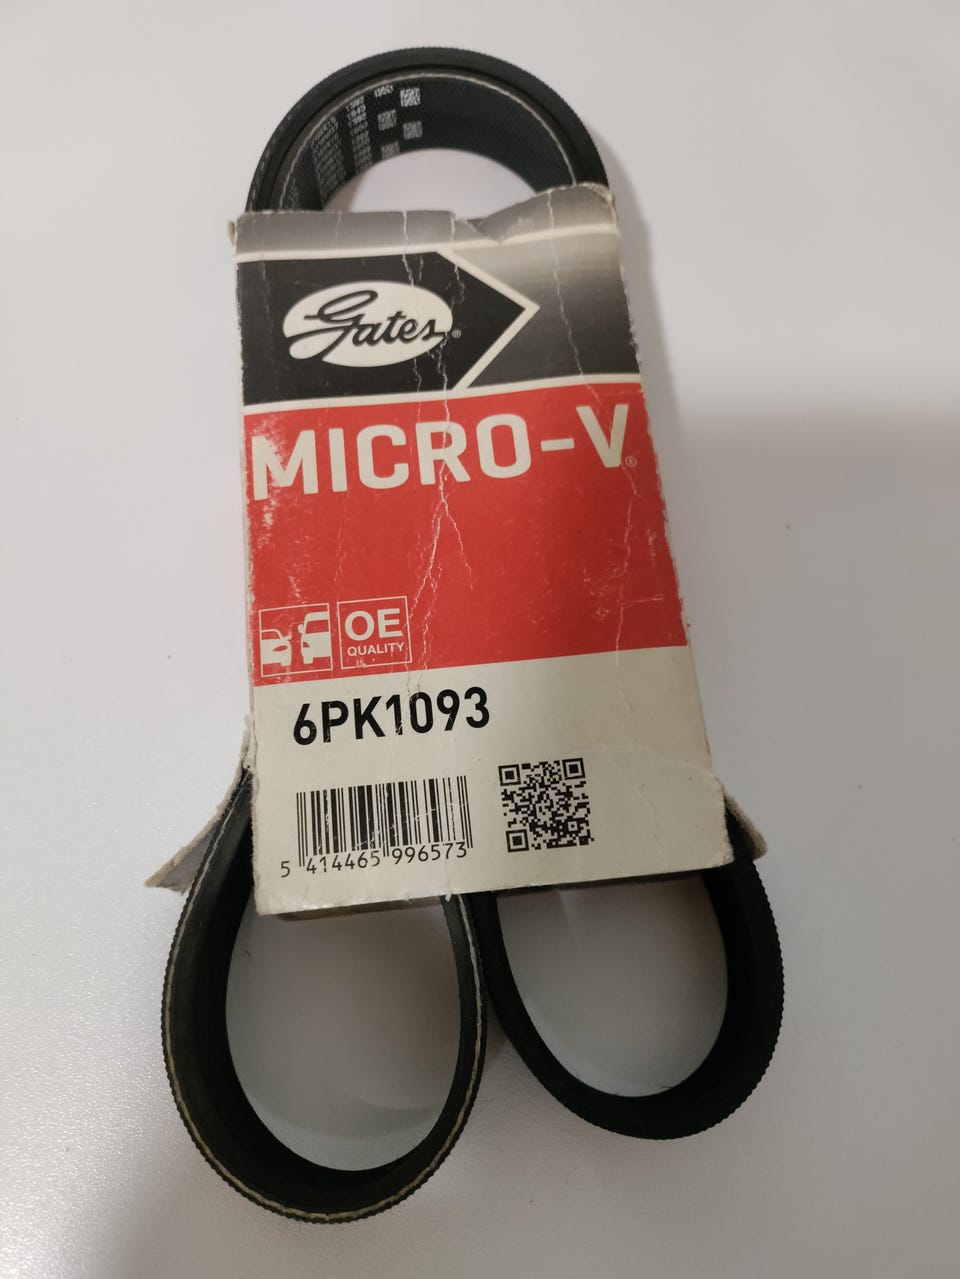 Gates®
MICRO-V®
OE
QUALITY
6PK1093
5 414465 996573